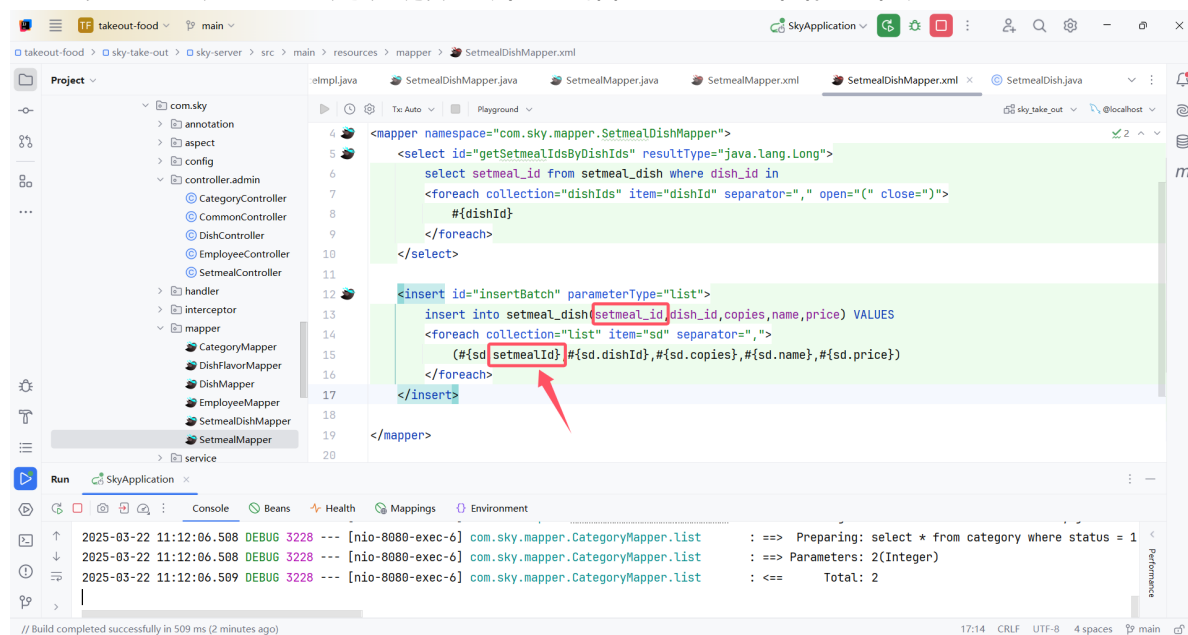 TF takeout-food main SkyApplication
takeout-food > sky-take-out > sky-server > src > main > resources > mapper > SetmealDishMapper.xml
Project
elmpl.java SetmealDishMapper.java SetmealMapper.java SetmealMapper.xml SetmealDishMapper.xml SetmealDish.java
Tx: Auto Playground sky_take_out @localhost
com.sky
annotation
aspect
config
controller.admin
CategoryController
CommonController
DishController
EmployeeController
SetmealController
handler
interceptor
mapper
CategoryMapper
DishFlavorMapper
DishMapper
EmployeeMapper
SetmealDishMapper
SetmealMapper
service
2
4 <mapper namespace="com.sky.mapper.SetmealDishMapper">
5 <select id="getSetmealIdsByDishIds" resultType="java.lang.Long">
6 select setmeal_id from setmeal_dish where dish_id in
7 <foreach collection="dishIds" item="dishId" separator="," open="(" close=")">
8 #{dishId}
9 </foreach>
10 </select>
11
12 <insert id="insertBatch" parameterType="list">
13 insert into setmeal_dish(setmeal_id,dish_id,copies,name,price) VALUES
14 <foreach collection="list" item="sd" separator=",">
15 (#{sd.setmealId},#{sd.dishId},#{sd.copies},#{sd.name},#{sd.price})
16 </foreach>
17 </insert>
18
19 </mapper>
20
Run SkyApplication
Console Beans Health Mappings Environment
2025-03-22 11:12:06.508 DEBUG 3228 --- [nio-8080-exec-6] com.sky.mapper.CategoryMapper.list : ==> Preparing: select * from category where status = 1
2025-03-22 11:12:06.508 DEBUG 3228 --- [nio-8080-exec-6] com.sky.mapper.CategoryMapper.list : ==> Parameters: 2(Integer)
2025-03-22 11:12:06.509 DEBUG 3228 --- [nio-8080-exec-6] com.sky.mapper.CategoryMapper.list : <== Total: 2
Performance
// Build completed successfully in 509 ms (2 minutes ago) 17:14 CRLF UTF-8 4 spaces main